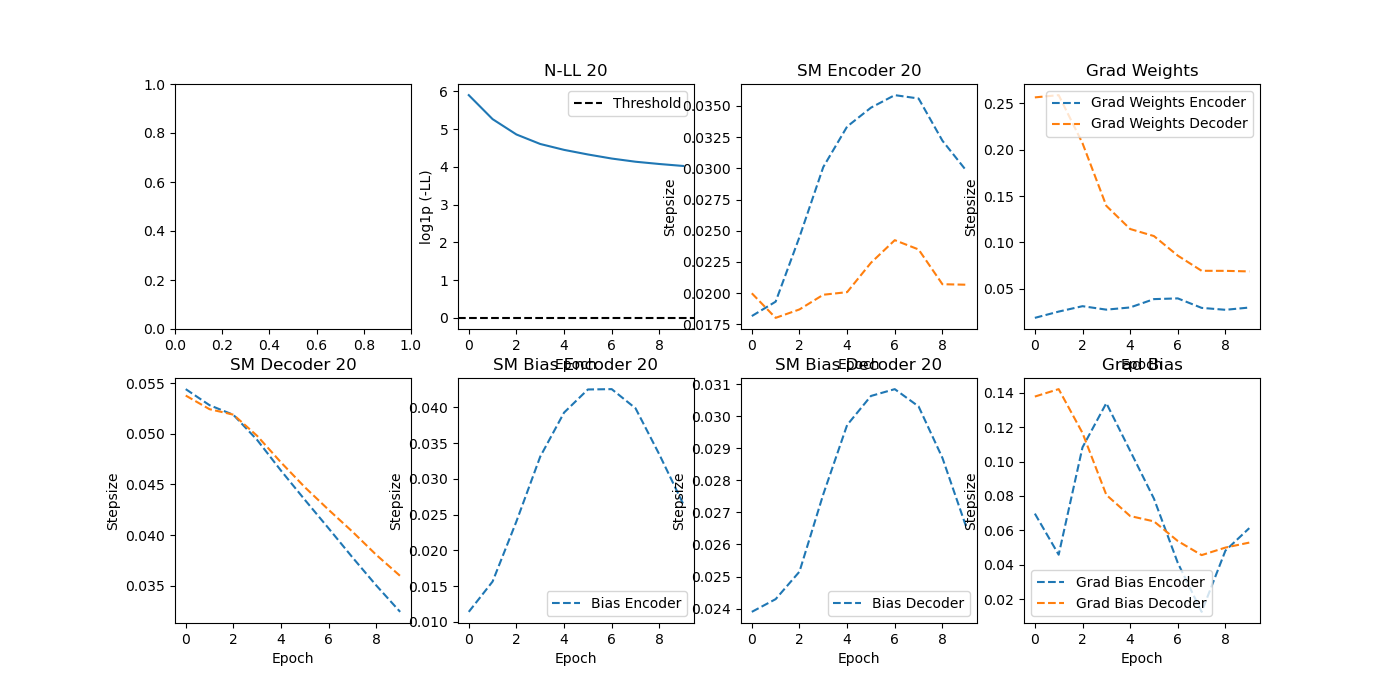 1.0
0.8
0.6
0.4
0.2
0.0
0.0 0.2 0.4 0.6 0.8 1.0
N-LL 20
log1p (-LL)
6
5
4
3
2
1
0
Threshold
0 2 4 6 8
Epoch
SM Encoder 20
Stepsize
0.0350
0.0325
0.0300
0.0275
0.0250
0.0225
0.0200
0.0175
0 2 4 6 8
Epoch
Grad Weights
Stepsize
0.25
0.20
0.15
0.10
0.05
Grad Weights Encoder
Grad Weights Decoder
0 2 4 6 8
Epoch
SM Decoder 20
Stepsize
0.055
0.050
0.045
0.040
0.035
0 2 4 6 8
Epoch
SM Bias Encoder 20
Stepsize
0.040
0.035
0.030
0.025
0.020
0.015
0.010
Bias Encoder
0 2 4 6 8
Epoch
SM Bias Decoder 20
Stepsize
0.031
0.030
0.029
0.028
0.027
0.026
0.025
0.024
Bias Decoder
0 2 4 6 8
Epoch
Grad Bias
Stepsize
0.14
0.12
0.10
0.08
0.06
0.04
0.02
Grad Bias Encoder
Grad Bias Decoder
0 2 4 6 8
Epoch